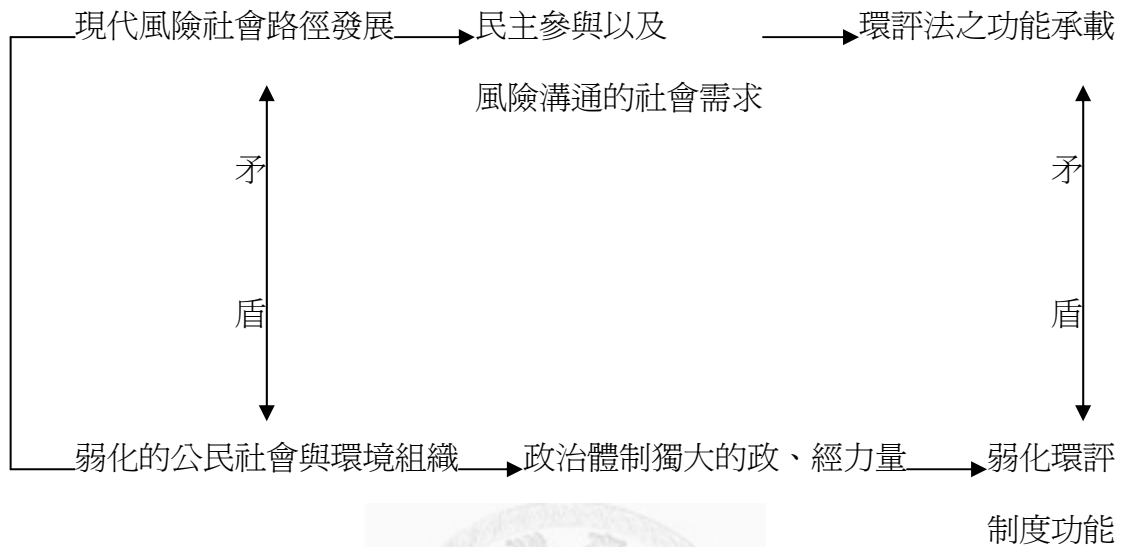 現代風險社會路徑發展 民主參與以及 環評法之功能承載
風險溝通的社會需求
矛 矛
盾 盾
弱化的公民社會與環境組織 政治體制獨大的政、經力量 弱化環評
制度功能